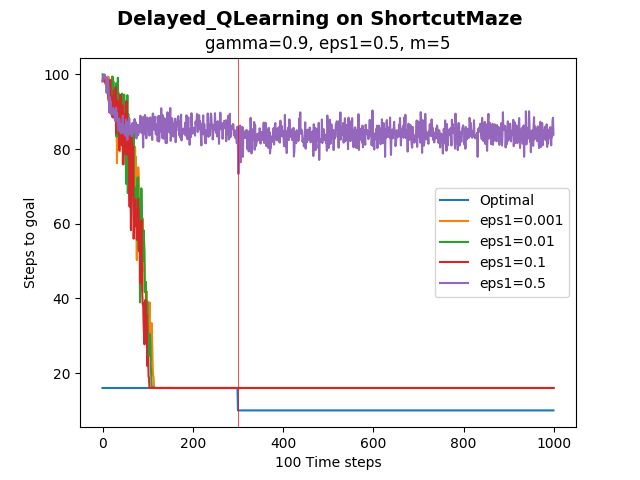 Delayed_QLearning on ShortcutMaze
gamma=0.9, eps1=0.5, m=5
100
80
60
40
20
Steps to goal
Optimal
eps1=0.001
eps1=0.01
eps1=0.1
eps1=0.5
0 200 400 600 800 1000
100 Time steps